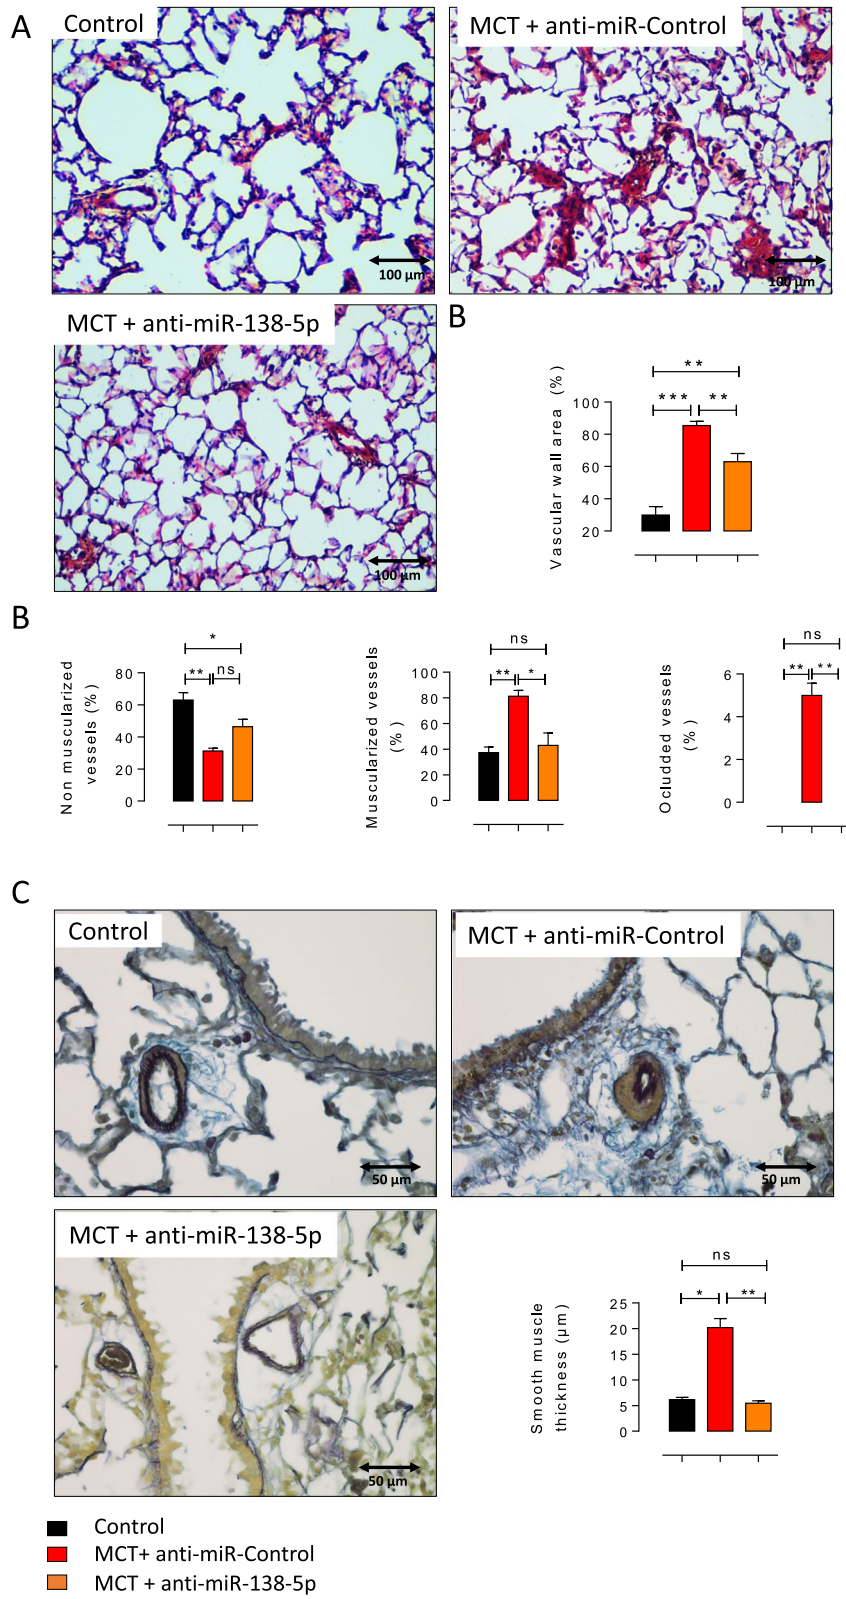 A
Control
MCT + anti-miR-Control
100 µm
100 µm
MCT + anti-miR-138-5p
100 µm
B
Vascular wall area (%)
100
80
60
40
20
**
*** **
B
Non muscularized
vessels (%)
80
60
40
20
0
*
** ns
Muscularized vessels
(%)
100
80
60
40
20
0
ns
** *
Ocludded vessels
(%)
6
4
2
0
ns
** **
C
Control
MCT + anti-miR-Control
50 µm
50 µm
MCT + anti-miR-138-5p
50 µm
Smooth muscle
thickness (µm)
25
20
15
10
5
0
ns
* **
Control
MCT+ anti-miR-Control
MCT + anti-miR-138-5p